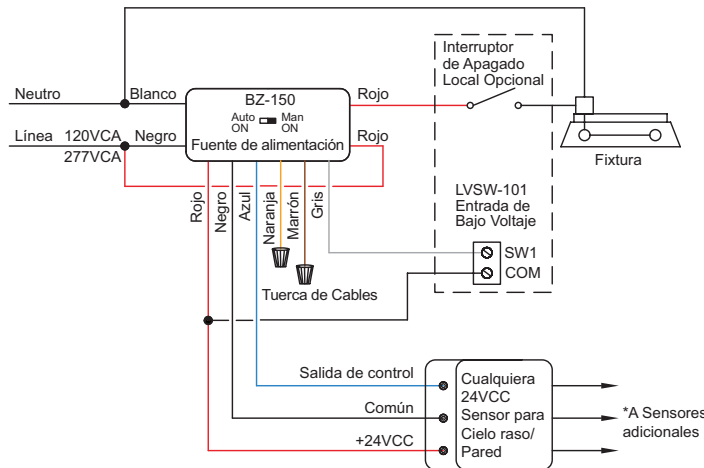 Interruptor
de Apagado
Local Opcional
Neutro
Blanco
BZ-150
Rojo
Auto
ON
Man
ON
Línea
120VCA
277VCA
Negro
Fuente de alimentación
Rojo
Fixtura
Rojo
Negro
Azul
Naranja
Marrón
Gris
LVSW-101
Entrada de
Bajo Voltaje
SW1
COM
Tuerca de Cables
Salida de control
Común
+24VCC
Cualquiera
24VCC
Sensor para
Cielo raso/
Pared
*A Sensores
adicionales